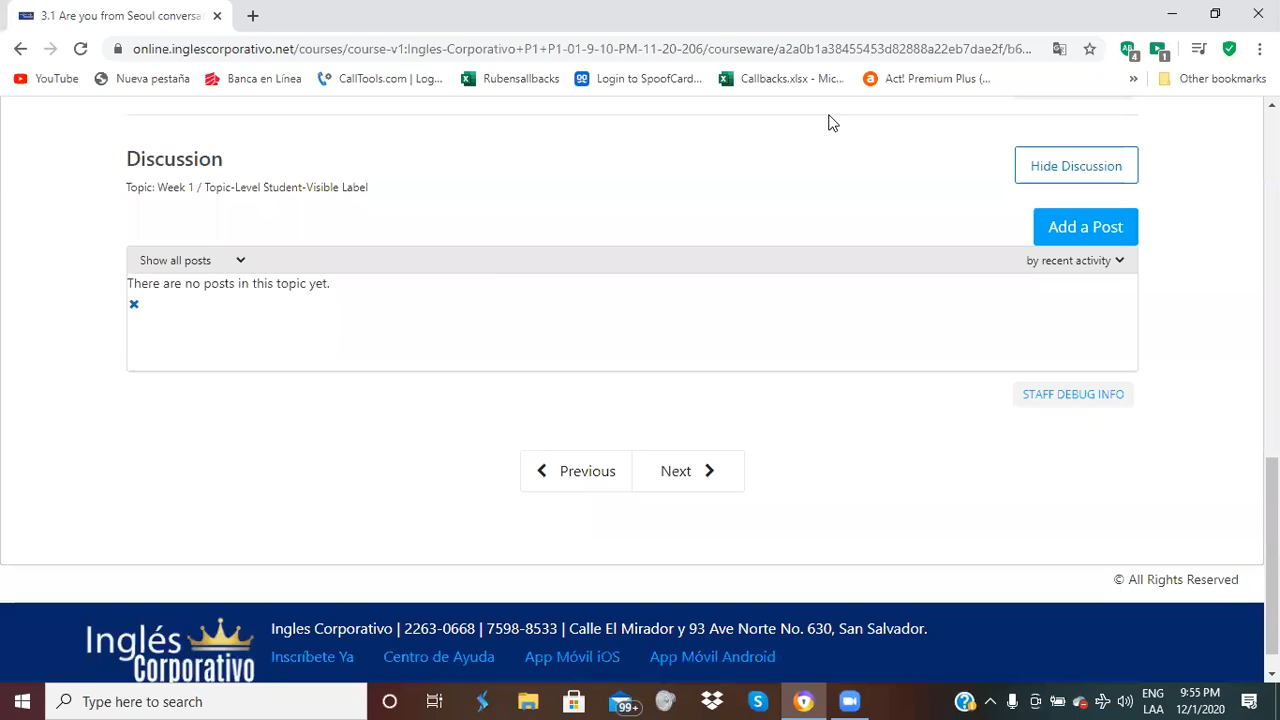 3.1 Are you from Seoul conversa
online.inglescorporativo.net/courses/course-v1:Ingles-Corporativo+P1+P1-01-9-10-PM-11-20-206/courseware/a2a0b1a38455453d82888a22eb7dae2f/b6...
4
1
YouTube
Nueva pestaña
Banca en Línea
CallTools.com | Log...
Rubensallbacks
Login to SpoofCard...
Callbacks.xlsx - Mic...
Act! Premium Plus (...
»
Other bookmarks
Discussion
Hide Discussion
Topic: Week 1 / Topic-Level Student-Visible Label
Add a Post
Show all posts
by recent activity
There are no posts in this topic yet.
STAFF DEBUG INFO
Previous
Next
© All Rights Reserved
Inglés Corporativo
Ingles Corporativo | 2263-0668 | 7598-8533 | Calle El Mirador y 93 Ave Norte No. 630, San Salvador.
Inscríbete Ya
Centro de Ayuda
App Móvil iOS
App Móvil Android
Type here to search
99+
ENG
LAA
9:55 PM
12/1/2020